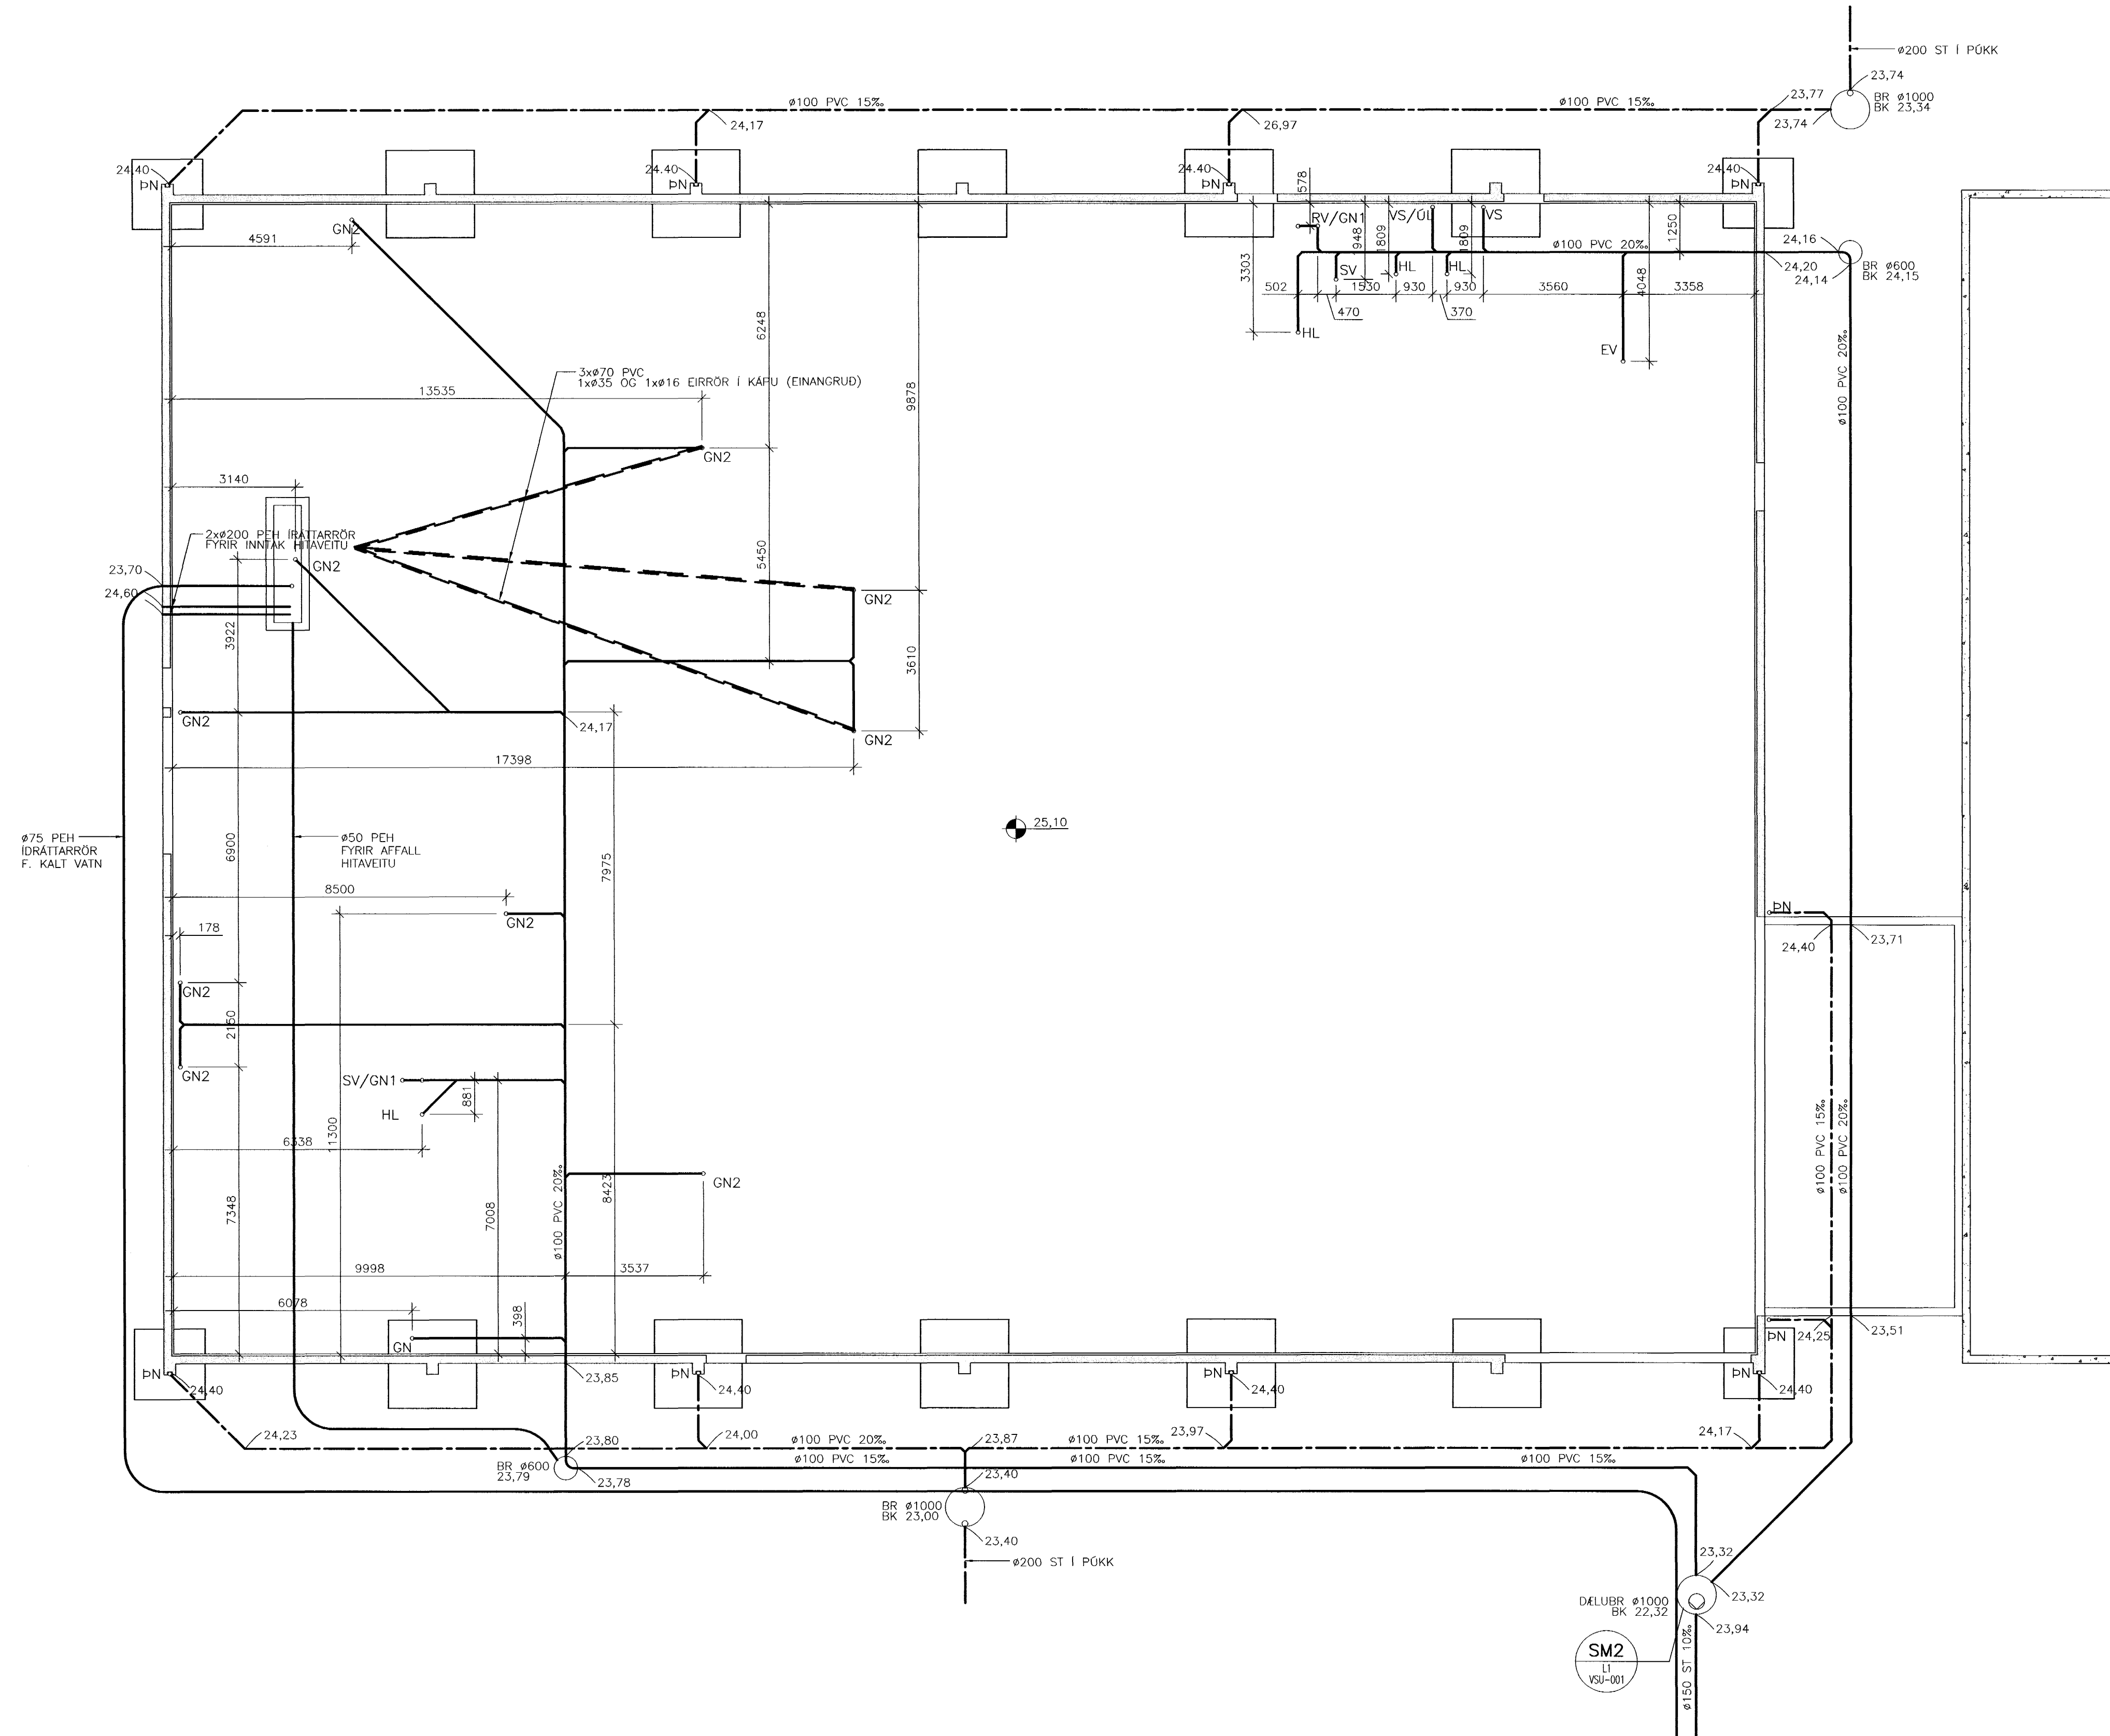 ø200 ST Í PÚKK
23,74
BR ø1000
BK 23,34
23,77
23,74
ø100 PVC 15‰
ø100 PVC 15‰
24,17
26,97
24.40
ÞN
24.40
ÞN
24.40
ÞN
24.40
ÞN
GN2
4591
578
RV/GN1
VS/ÚL
VS
948
1809
1809
1250
ø100 PVC 20‰
24,16
24,20
24,14
BR ø600
BK 24,15
3303
SV
HL
HL
502
1530
930
930
3560
3358
470
370
4048
HL
EV
6248
9878
ø100 PVC 20‰
3xø70 PVC
1xø35 OG 1xø16 EIRRÖR Í KÁPU (EINANGRUÐ)
13535
GN2
3140
2xø200 PEH ÍRÁTTARRÖR
FYRIR INNTAK HITAVEITU
GN2
5450
23,70
24,60
3922
GN2
3610
GN2
24,17
GN2
17398
25,10
ø75 PEH
ÍDRÁTTARRÖR
F. KALT VATN
ø50 PEH
FYRIR AFFALL
HITAVEITU
6900
7975
8500
GN2
178
ÞN
24,40
23,71
GN2
2150
GN2
SV/GN1
881
HL
11300
6338
ø100 PVC 15‰
ø100 PVC 20‰
GN2
ø100 PVC 20‰
8423
7348
7008
9998
3537
6078
398
GN
23,85
ÞN
24,25
23,51
ÞN
24,40
ÞN
24,40
ÞN
24,40
ÞN
24,40
24,23
23,80
24,00
ø100 PVC 20‰
23,87
ø100 PVC 15‰
23,97
24,17
BR ø600
23,79
23,78
ø100 PVC 15‰
ø100 PVC 15‰
ø100 PVC 15‰
23,40
BR ø1000
BK 23,00
23,40
ø200 ST Í PÚKK
23,32
23,32
DÆLUBR ø1000
BK 22,32
23,94
SM2
L1
VSU-001
ø150 ST 10‰